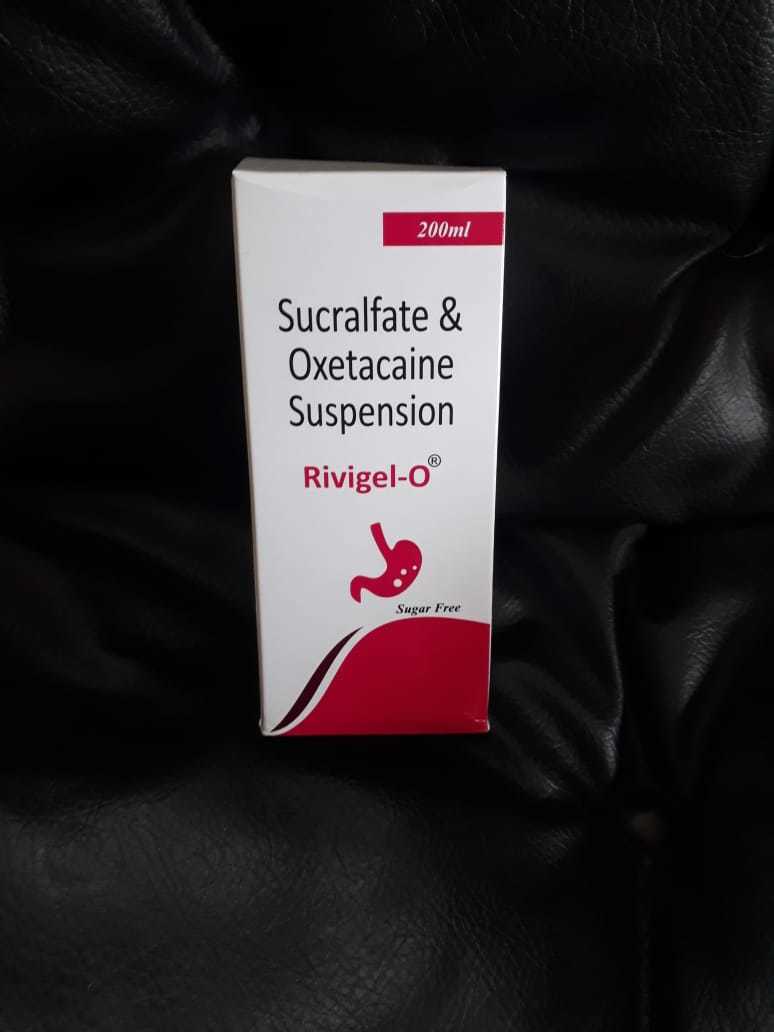 200ml
Sucralfate &
Oxetacaine
Suspension
Rivigel-O®
Sugar Free